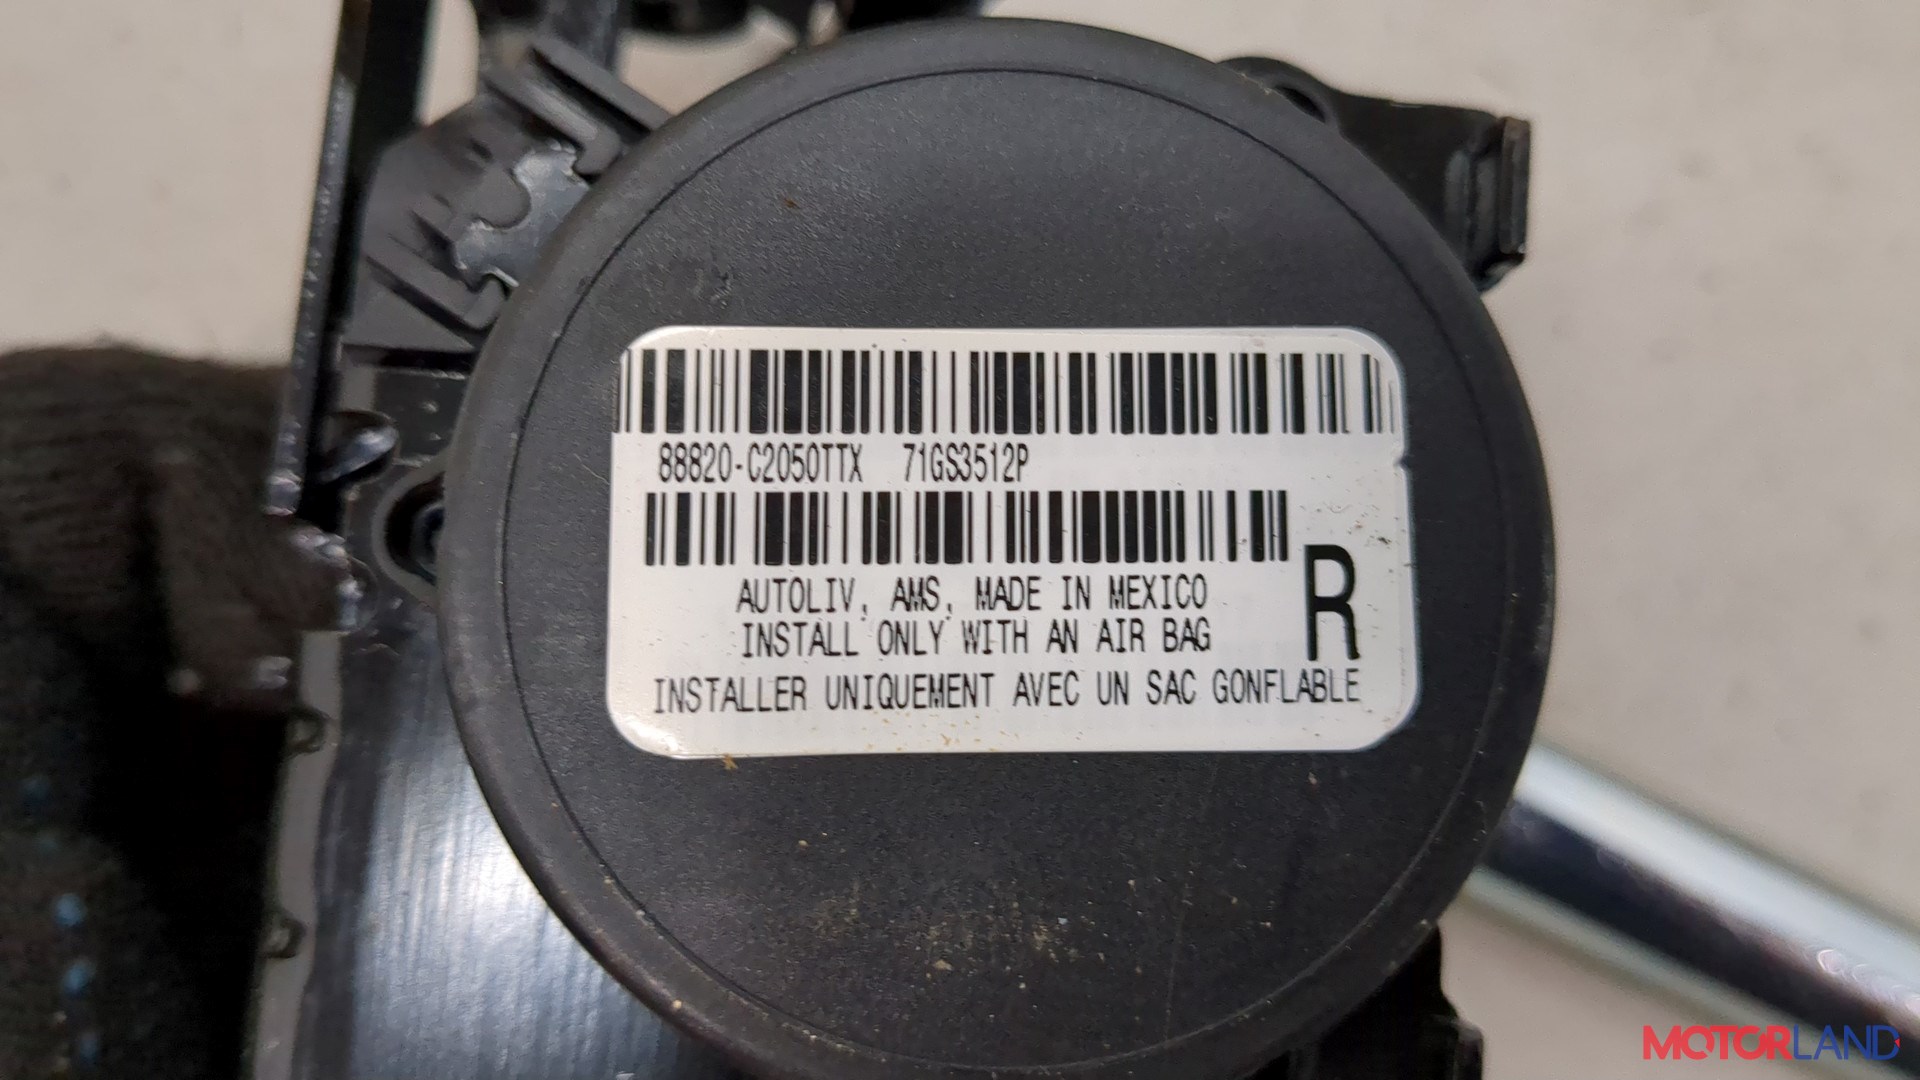 88820-C2050TTX 71GS3512P
AUTOLIV, AMS, MADE IN MEXICO
INSTALL ONLY WITH AN AIR BAG
R
INSTALLER UNIQUEMENT AVEC UN SAC GONFLABLE
MOTORLAND